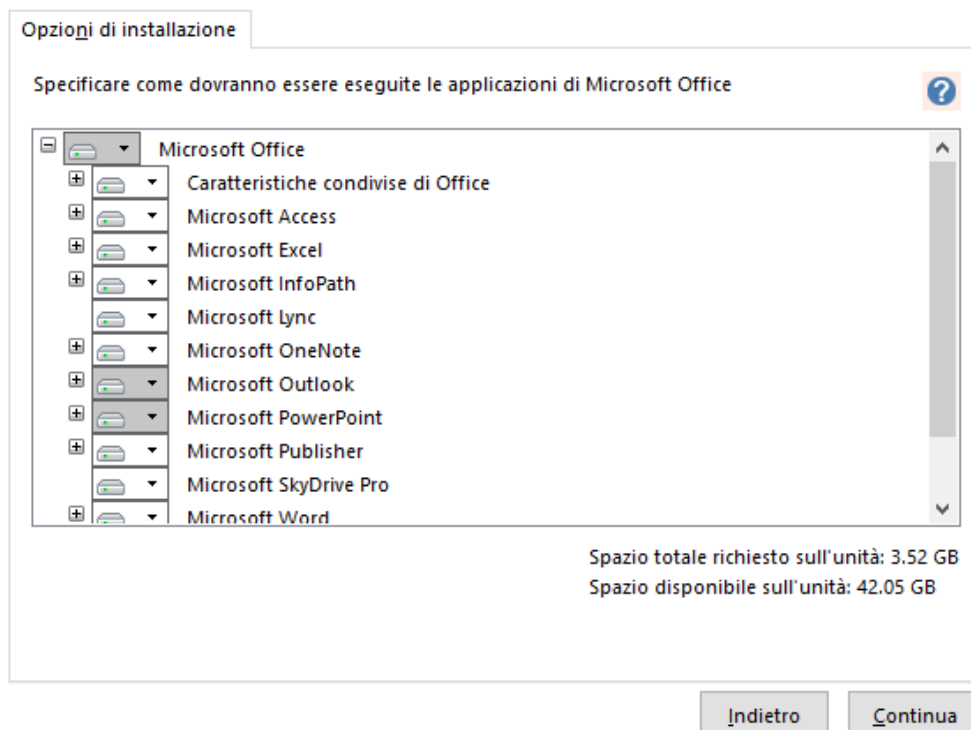 Opzioni di installazione
Specificare come dovranno essere eseguite le applicazioni di Microsoft Office
?
Microsoft Office
Caratteristiche condivise di Office
Microsoft Access
Microsoft Excel
Microsoft InfoPath
Microsoft Lync
Microsoft OneNote
Microsoft Outlook
Microsoft PowerPoint
Microsoft Publisher
Microsoft SkyDrive Pro
Microsoft Word
Spazio totale richiesto sull'unità: 3.52 GB
Spazio disponibile sull'unità: 42.05 GB
Indietro Continua